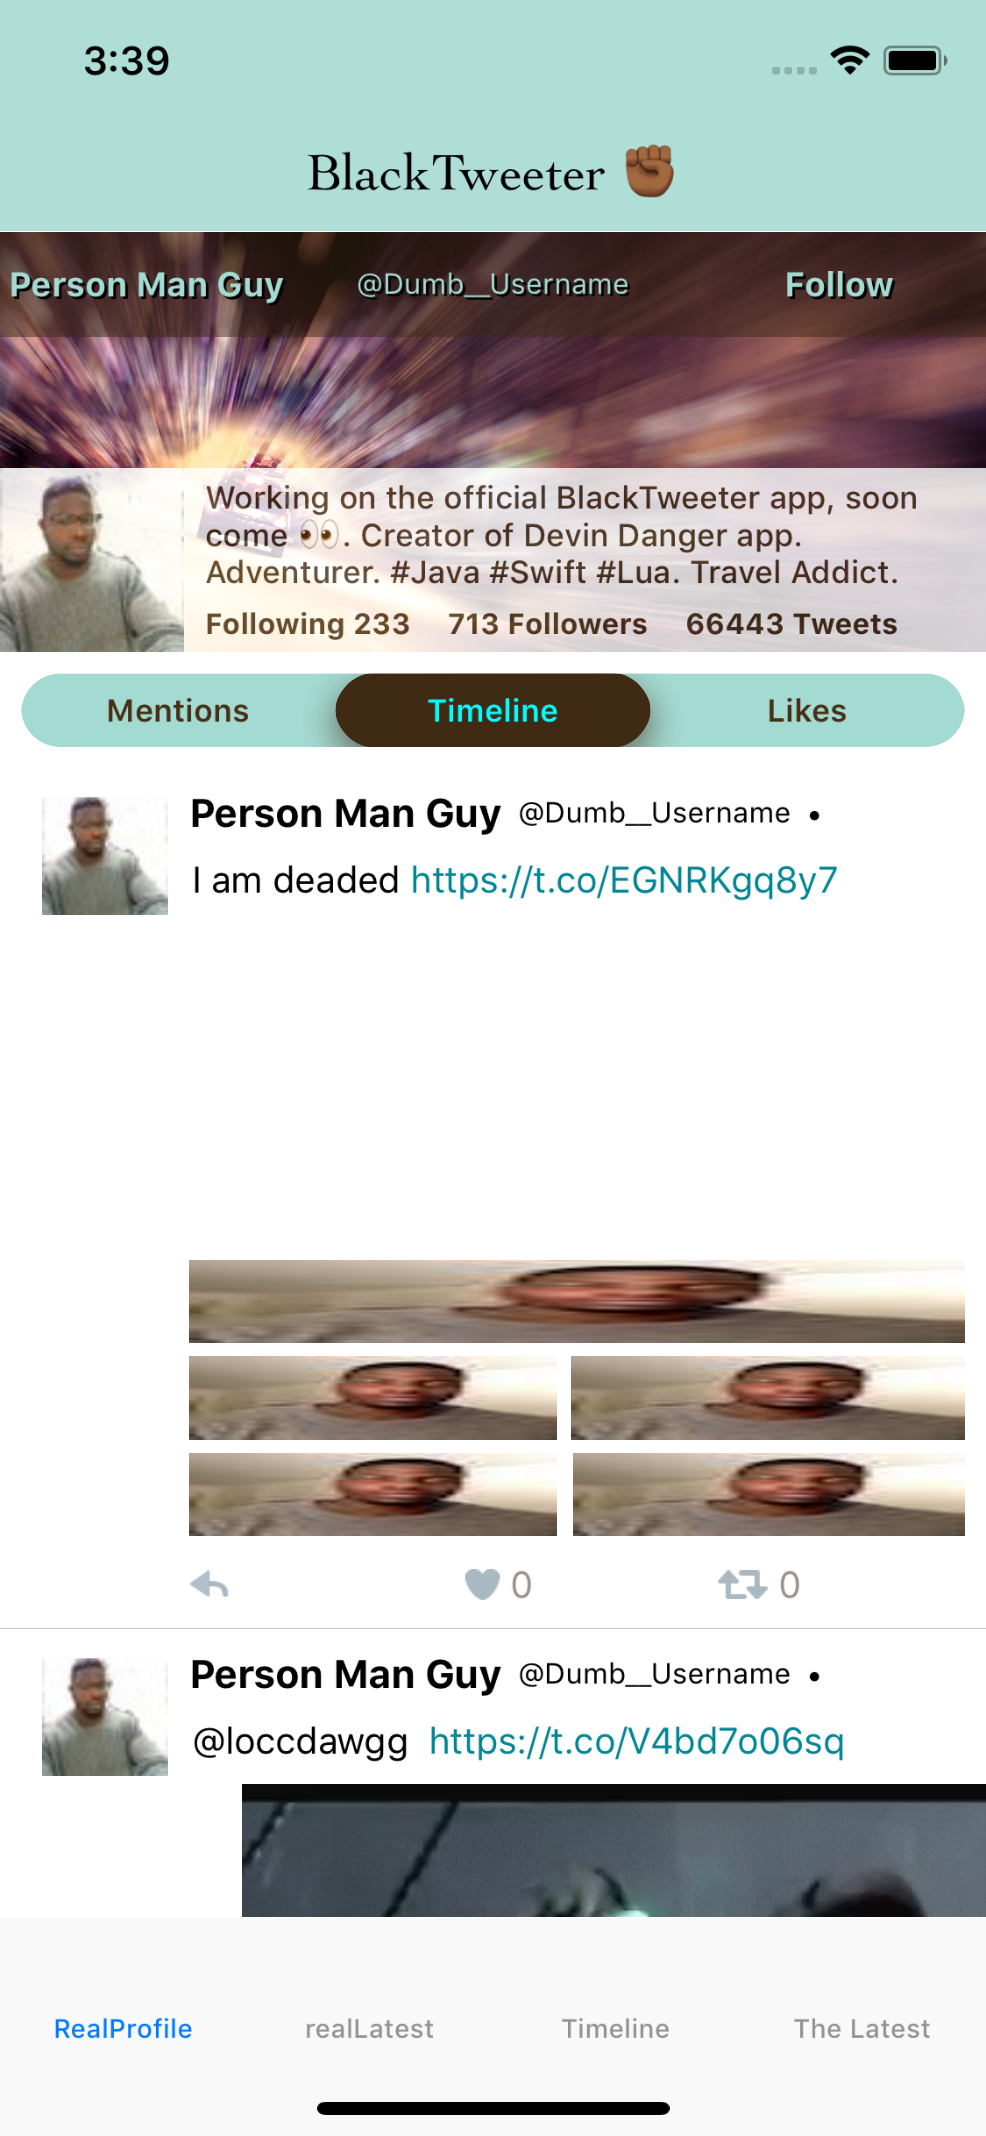 3:39
BlackTweeter ✊🏾
Person Man Guy @Dumb__Username Follow
Working on the official BlackTweeter app, soon
come 👀. Creator of Devin Danger app.
Adventurer. #Java #Swift #Lua. Travel Addict.
Following 233 713 Followers 66443 Tweets
Mentions Timeline Likes
Person Man Guy @Dumb__Username •
I am deaded https://t.co/EGNRKgq8y7
0 0
Person Man Guy @Dumb__Username •
@loccdawgg https://t.co/V4bd7o06sq
RealProfile realLatest Timeline The Latest